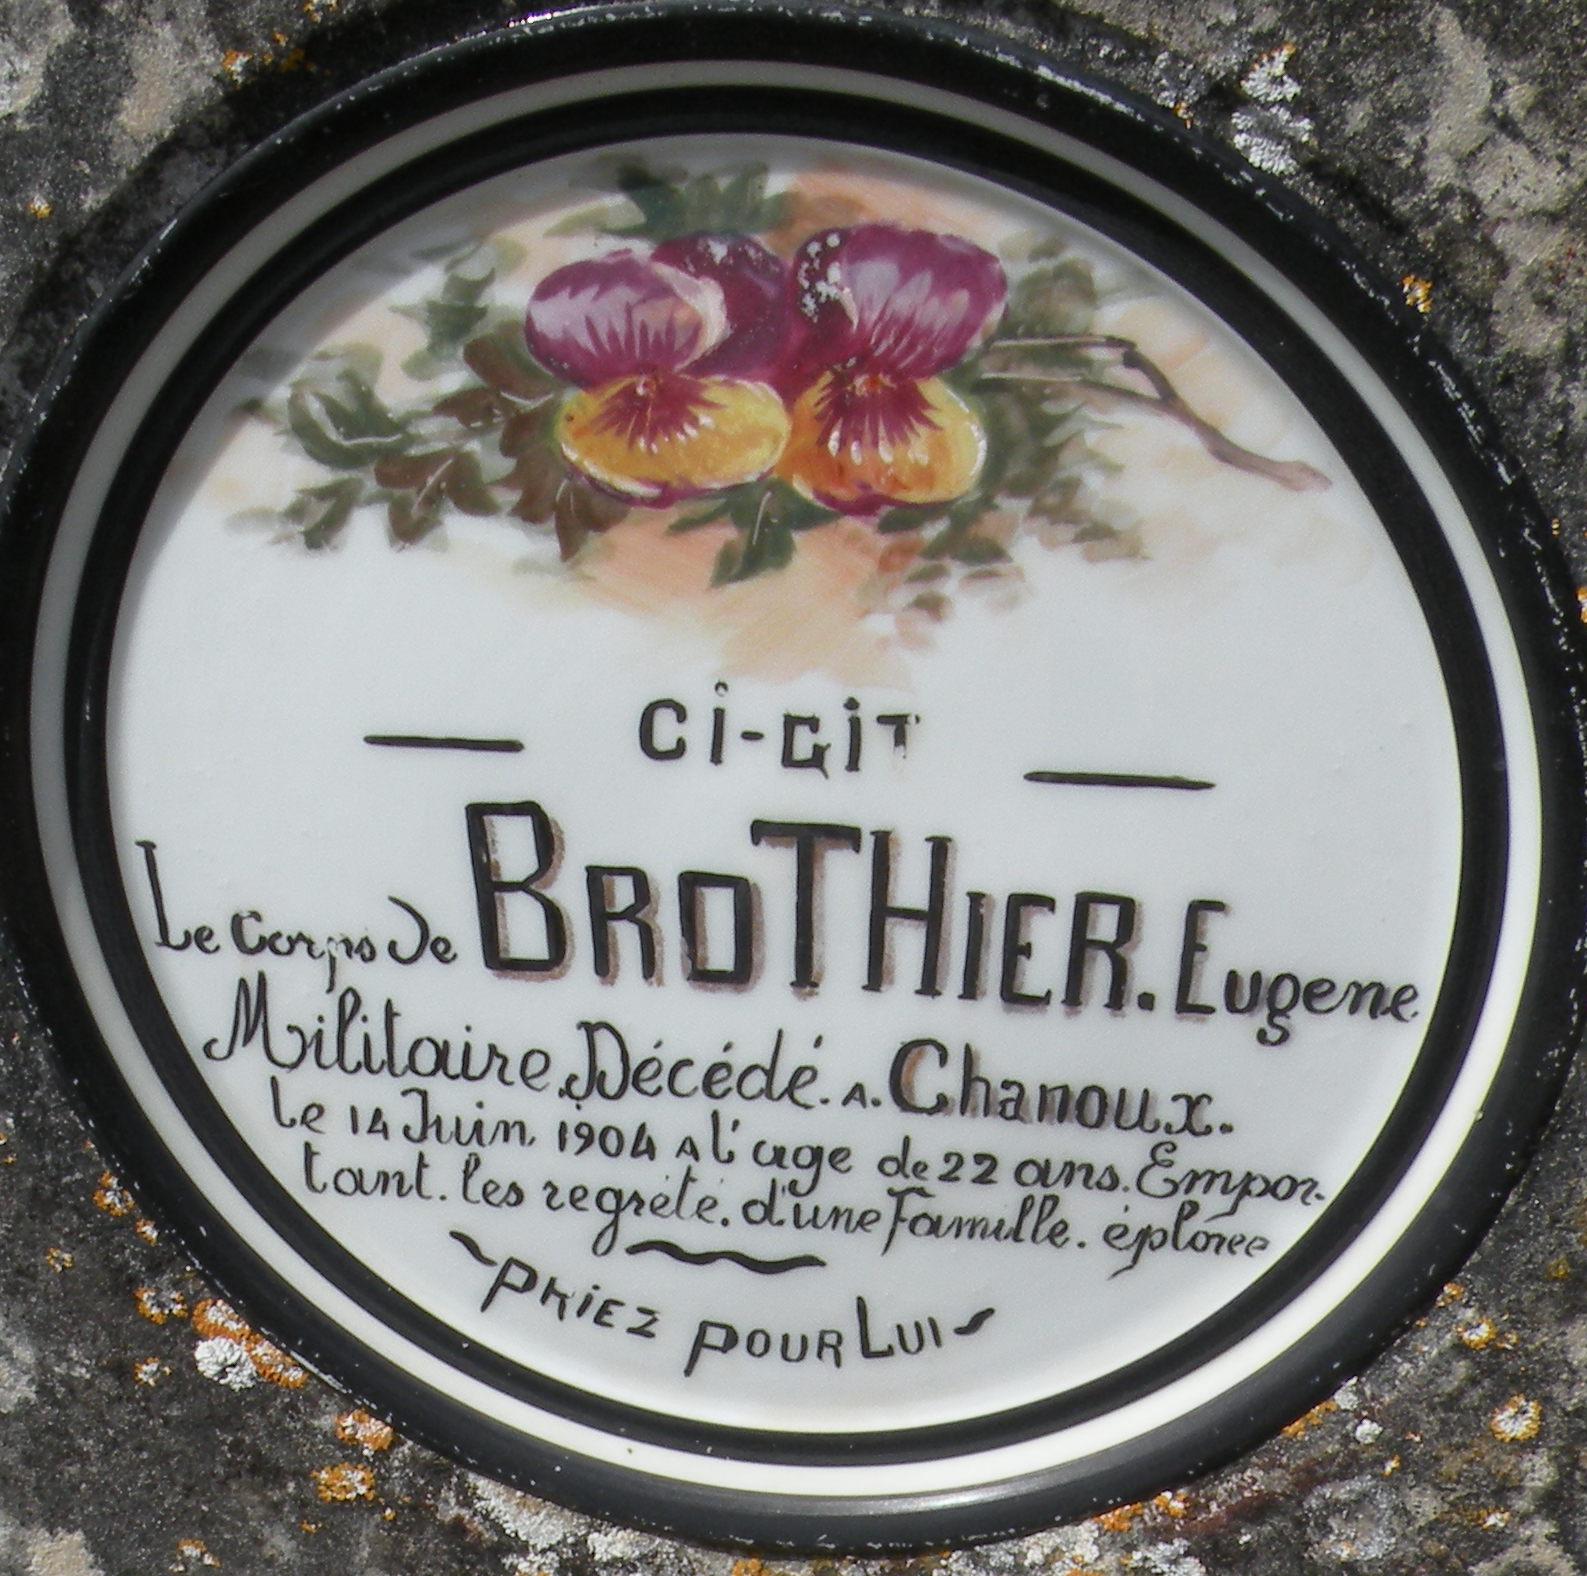 Ci-GiT
Le Corps de BROTHIER. Eugene
Militaire. Décédé. A. Chanoux.
le 14 Juin. 1904 A l'age de 22 ans. Empor-
tant. les regrété. d'une Famille. éplorée
PRIEZ POUR LUI